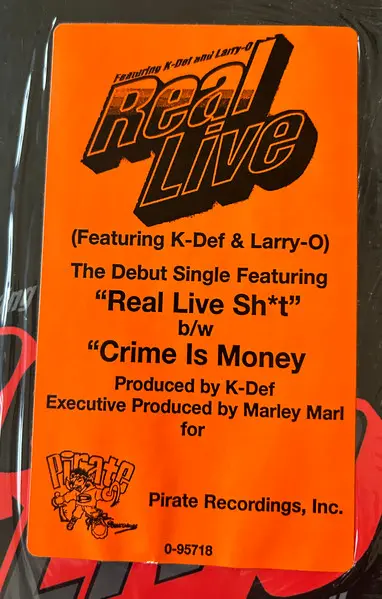 Featuring K-Def and Larry-O
Real
Live
(Featuring K-Def & Larry-O)
The Debut Single Featuring
“Real Live Sh*t”
b/w
“Crime Is Money
Produced by K-Def
Executive Produced by Marley Marl
for
Pirate
Pirate Recordings, Inc.
0-95718